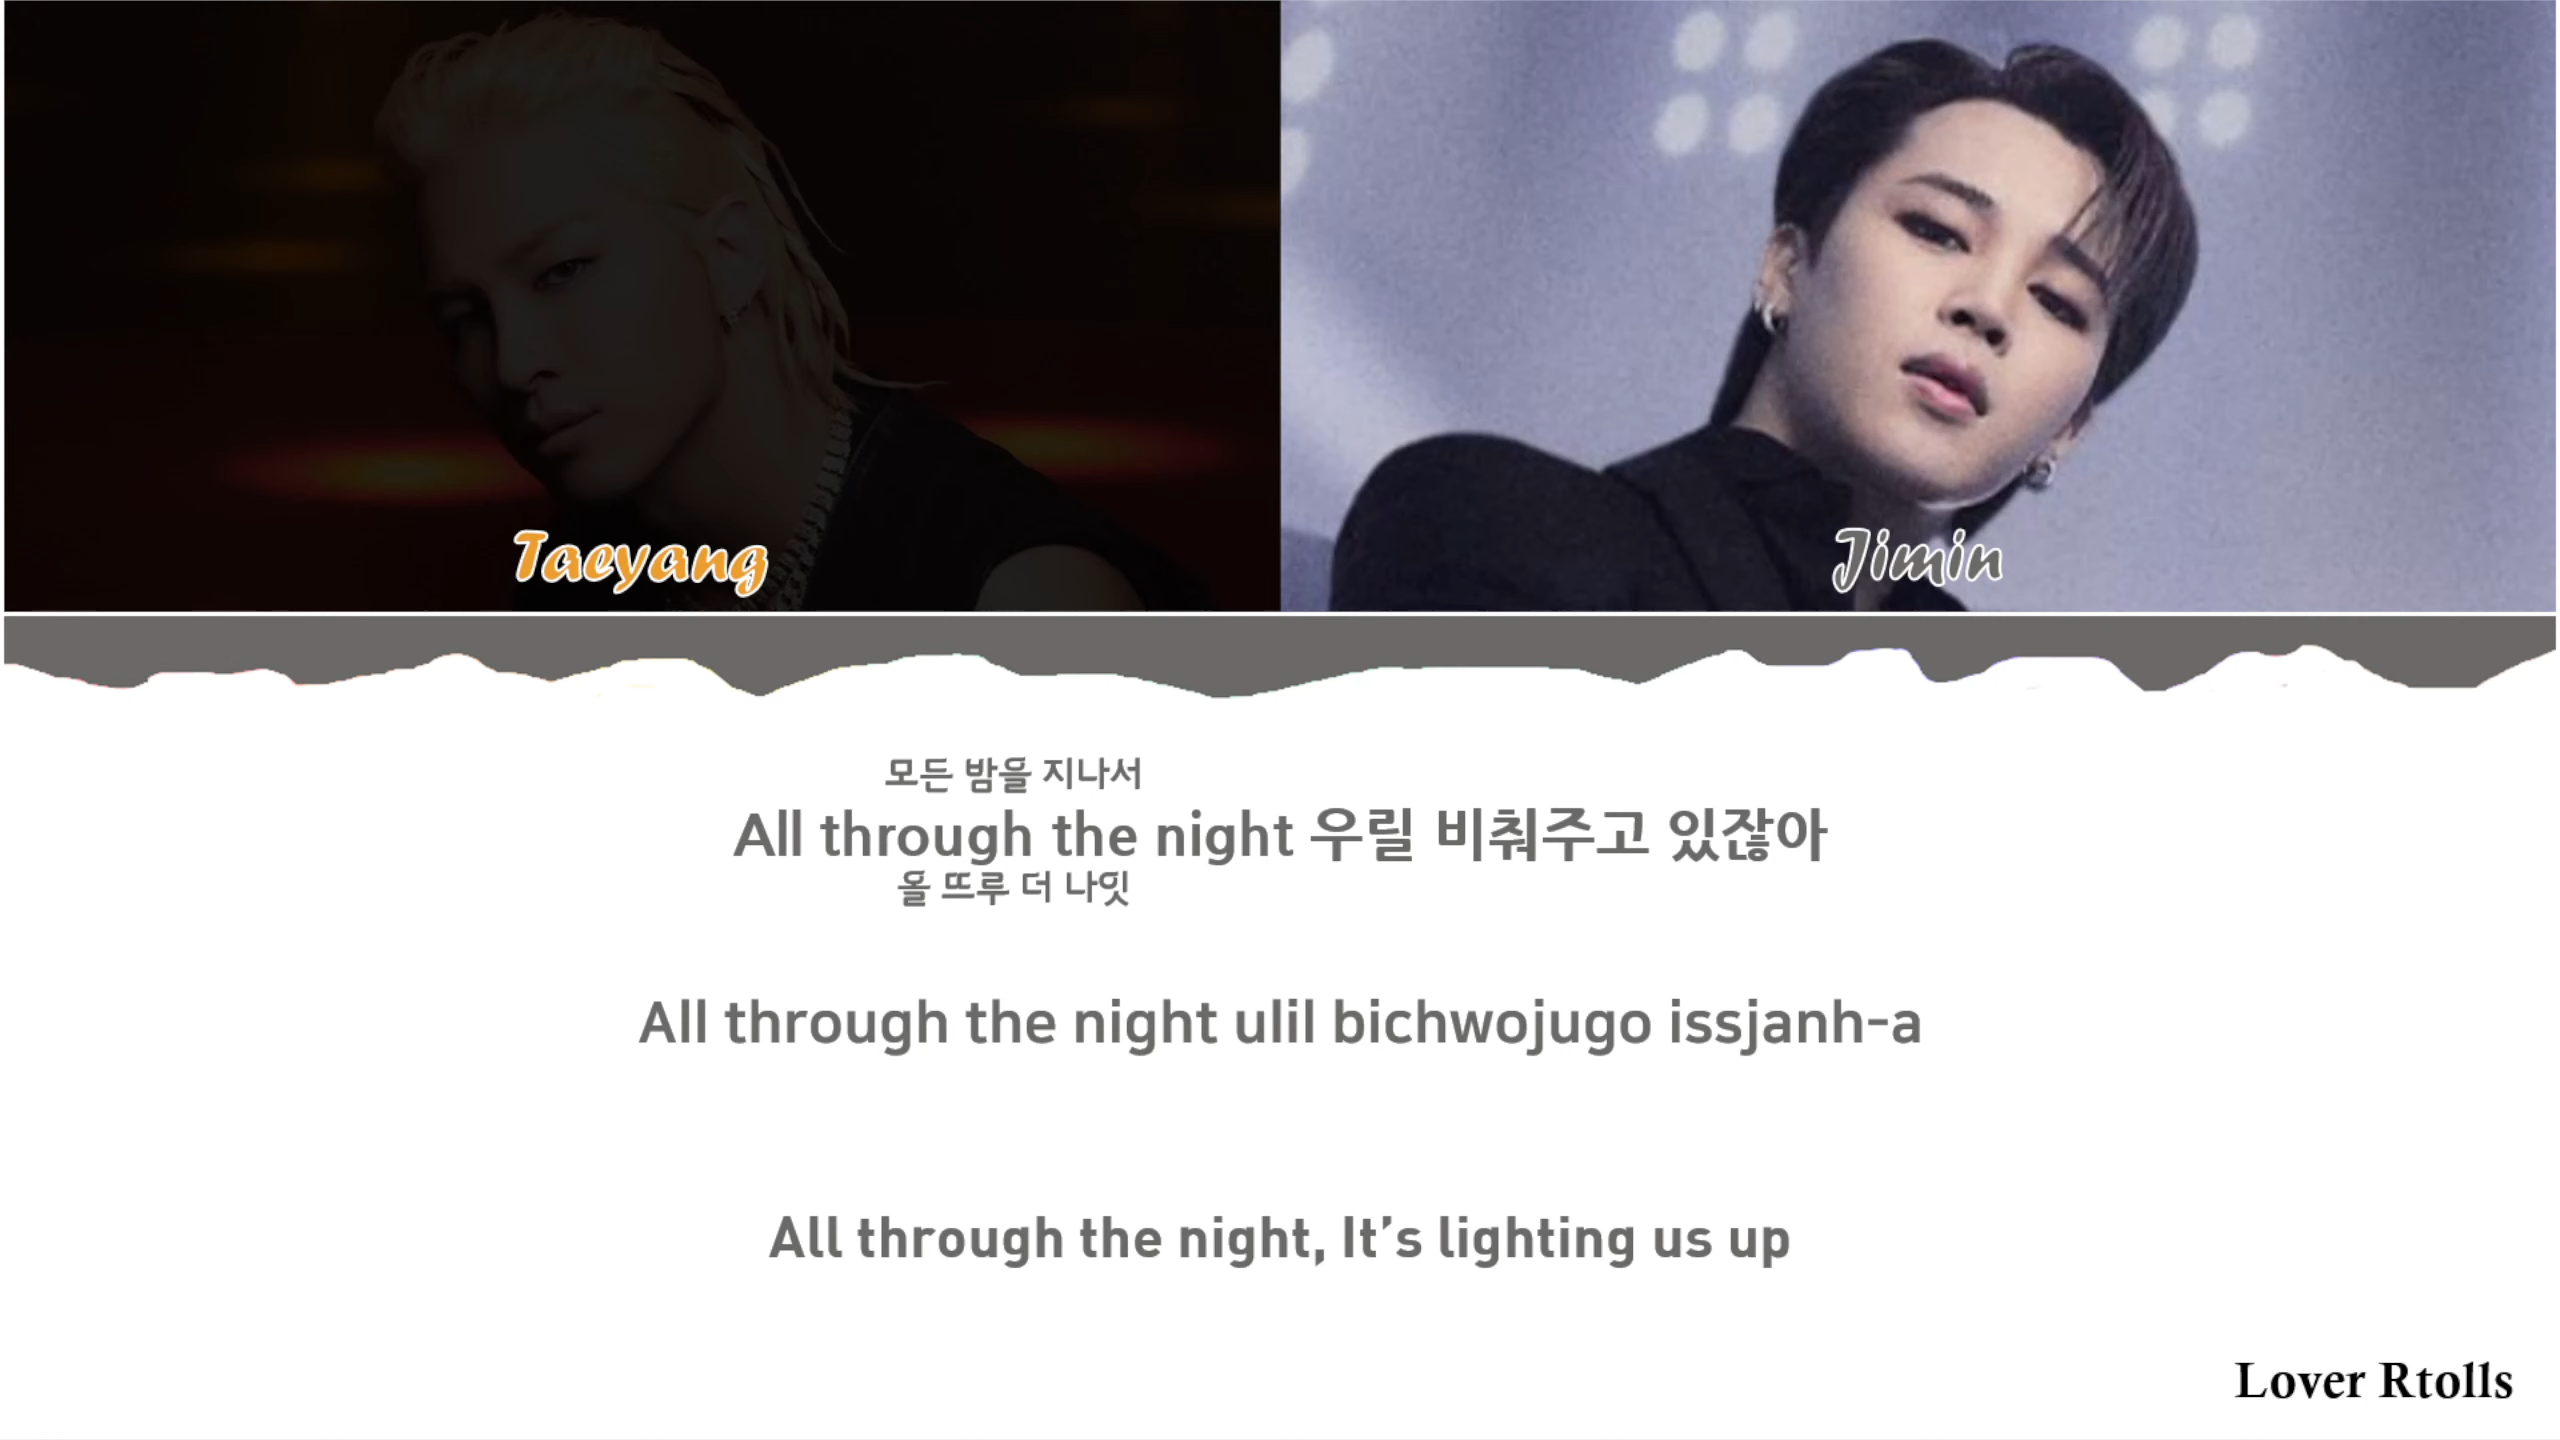 Taeyang
Jimin
모든 밤을 지나서
All through the night 우릴 비춰주고 있잖아
올 뜨루 더 나잇
All through the night ulil bichwojugo issjanh-a
All through the night, It’s lighting us up
Lover Rtolls